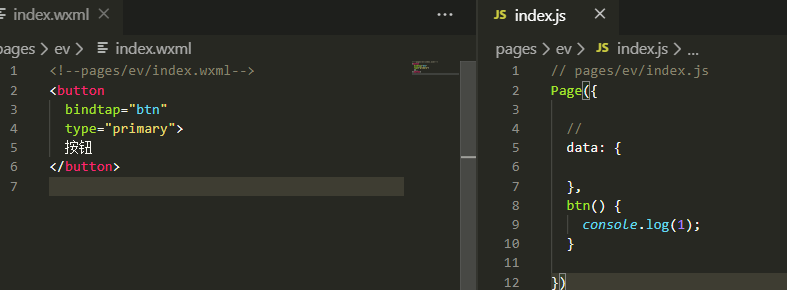 index.wxml
pages > ev > index.wxml
1 <!--pages/ev/index.wxml-->
2 <button
3 bindtap="btn"
4 type="primary">
5 按钮
6 </button>
7
JS index.js
pages > ev > JS index.js > ...
1 // pages/ev/index.js
2 Page({
3
4 //
5 data: {
6
7 },
8 btn() {
9 console.log(1);
10 }
11
12 })